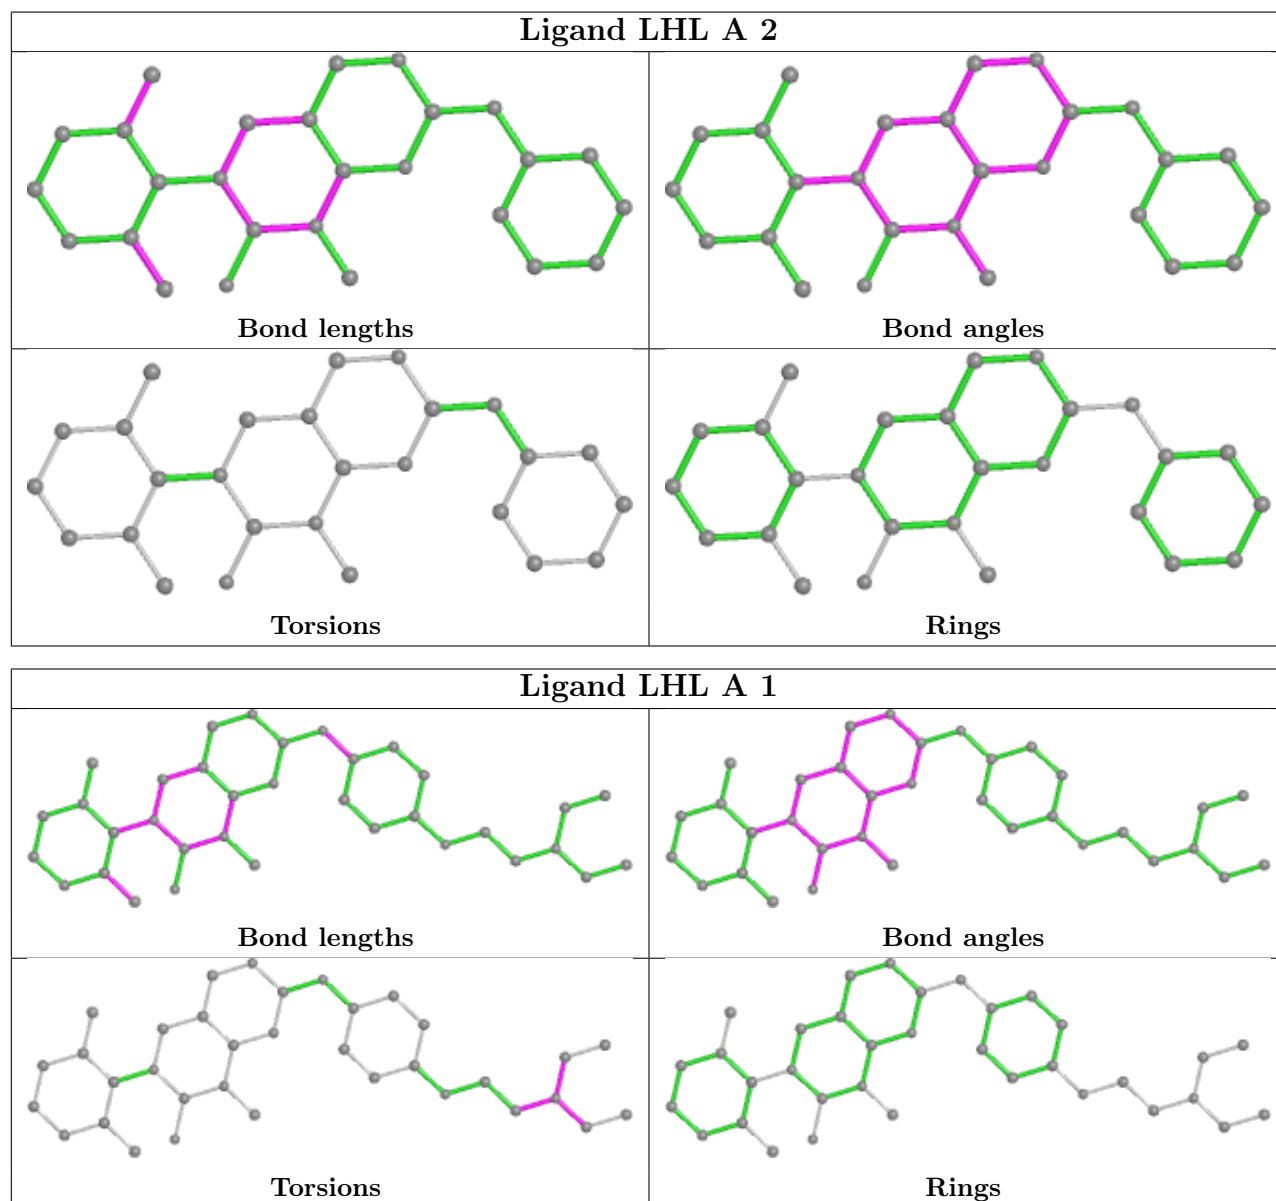 Ligand LHL A 2
Bond lengths
Bond angles
Torsions
Rings
Ligand LHL A 1
Bond lengths
Bond angles
Torsions
Rings